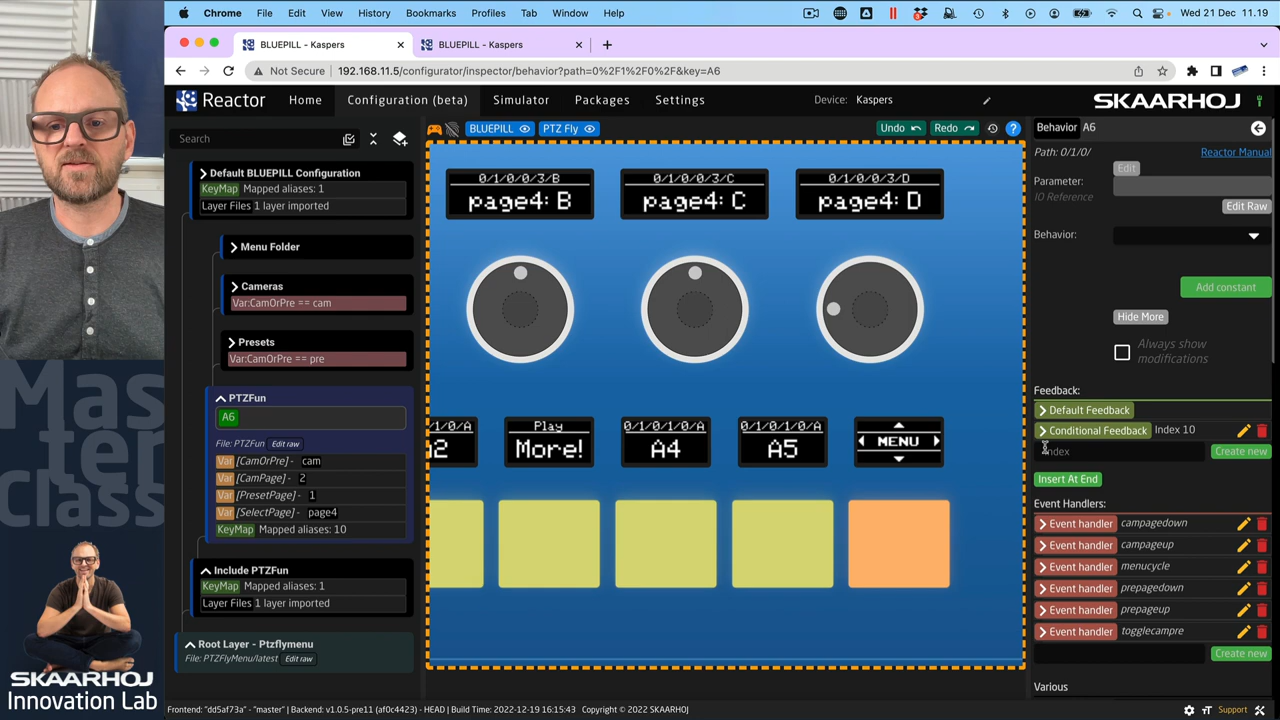 Chrome File Edit View History Bookmarks Profiles Tab Window Help Wed 21 Dec 11.19
BLUEPILL - Kaspers BLUEPILL - Kaspers
Not Secure 192.168.11.5/configurator/inspector/behavior?path=0%2F1%2F0%2F&key=A6
Reactor Home Configuration (beta) Simulator Packages Settings Device: Kaspers SKAARHOJ
Search BLUEPILL PTZ Fly Undo Redo ? Behavior A6
Path: 0/1/0/ Reactor Manual
Edit
Parameter:
IO Reference
Edit Raw
Behavior:
Add constant
Hide More
Always show
modifications
Feedback:
Default Feedback
Conditional Feedback Index 10
Index Create new
Insert At End
Event Handlers:
Event handler campagedown
Event handler campageup
Event handler menucycle
Event handler prepagedown
Event handler prepageup
Event handler togglecampre
Create new
Various
Default BLUEPILL Configuration
KeyMap Mapped aliases: 1
Layer Files 1 layer imported
Menu Folder
Cameras
Var:CamOrPre == cam
Presets
Var:CamOrPre == pre
PTZFun
A6
File: PTZFun Edit raw
Var [CamOrPre] - cam
Var [CamPage] - 2
Var [PresetPage] - 1
Var [SelectPage] - page4
KeyMap Mapped aliases: 10
Include PTZFun
KeyMap Mapped aliases: 1
Layer Files 1 layer imported
Root Layer - Ptzflymenu
File: PTZFlyMenu/latest Edit raw
0/1/0/0/3/B 0/1/0/0/3/C 0/1/0/0/3/D
page4: B page4: C page4: D
1/0/A Play 0/1/0/1/0/A 0/1/0/1/0/A
2 More! A4 A5 MENU
Master
Class
SKAARHOJ
Innovation Lab
Frontend: "dd5af73a" - "master" | Backend: v1.0.5-pre11 (af0c4423) - HEAD | Build Time: 2022-12-19 16:15:43 Copyright © 2022 SKAARHOJ Support